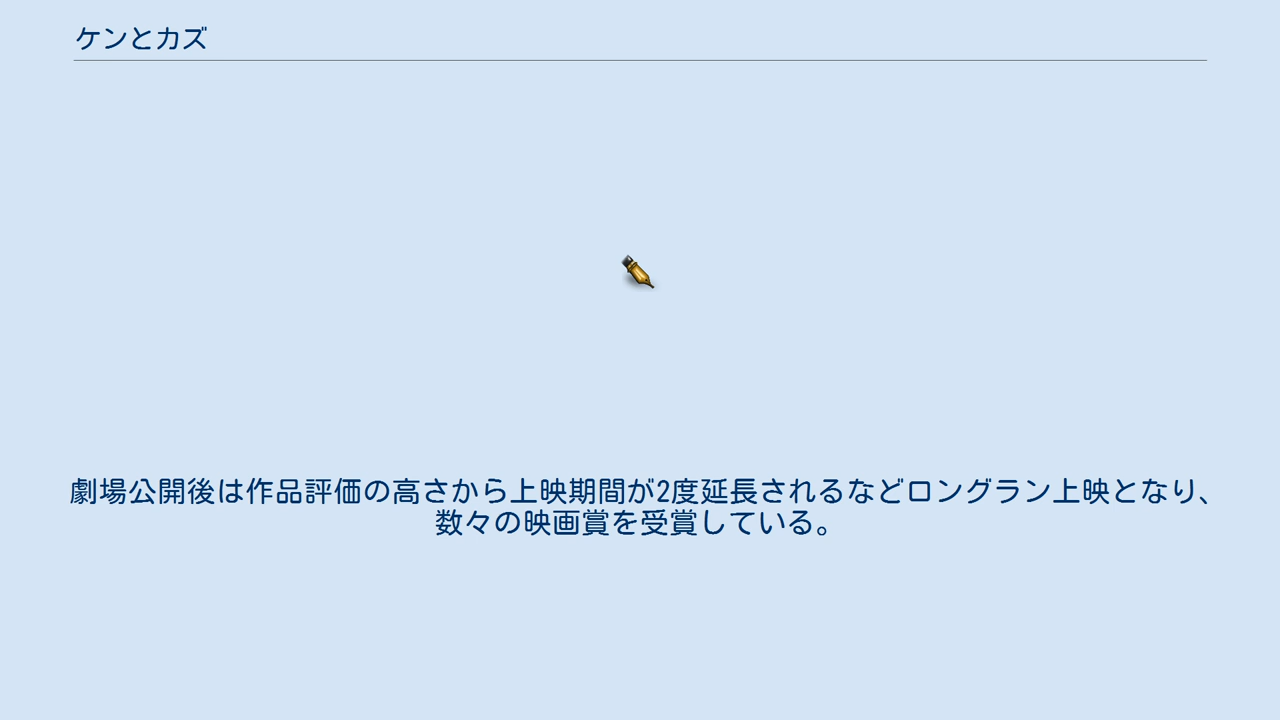 ケンとカズ
劇場公開後は作品評価の高さから上映期間が2度延長されるなどロングラン上映となり、
数々の映画賞を受賞している。